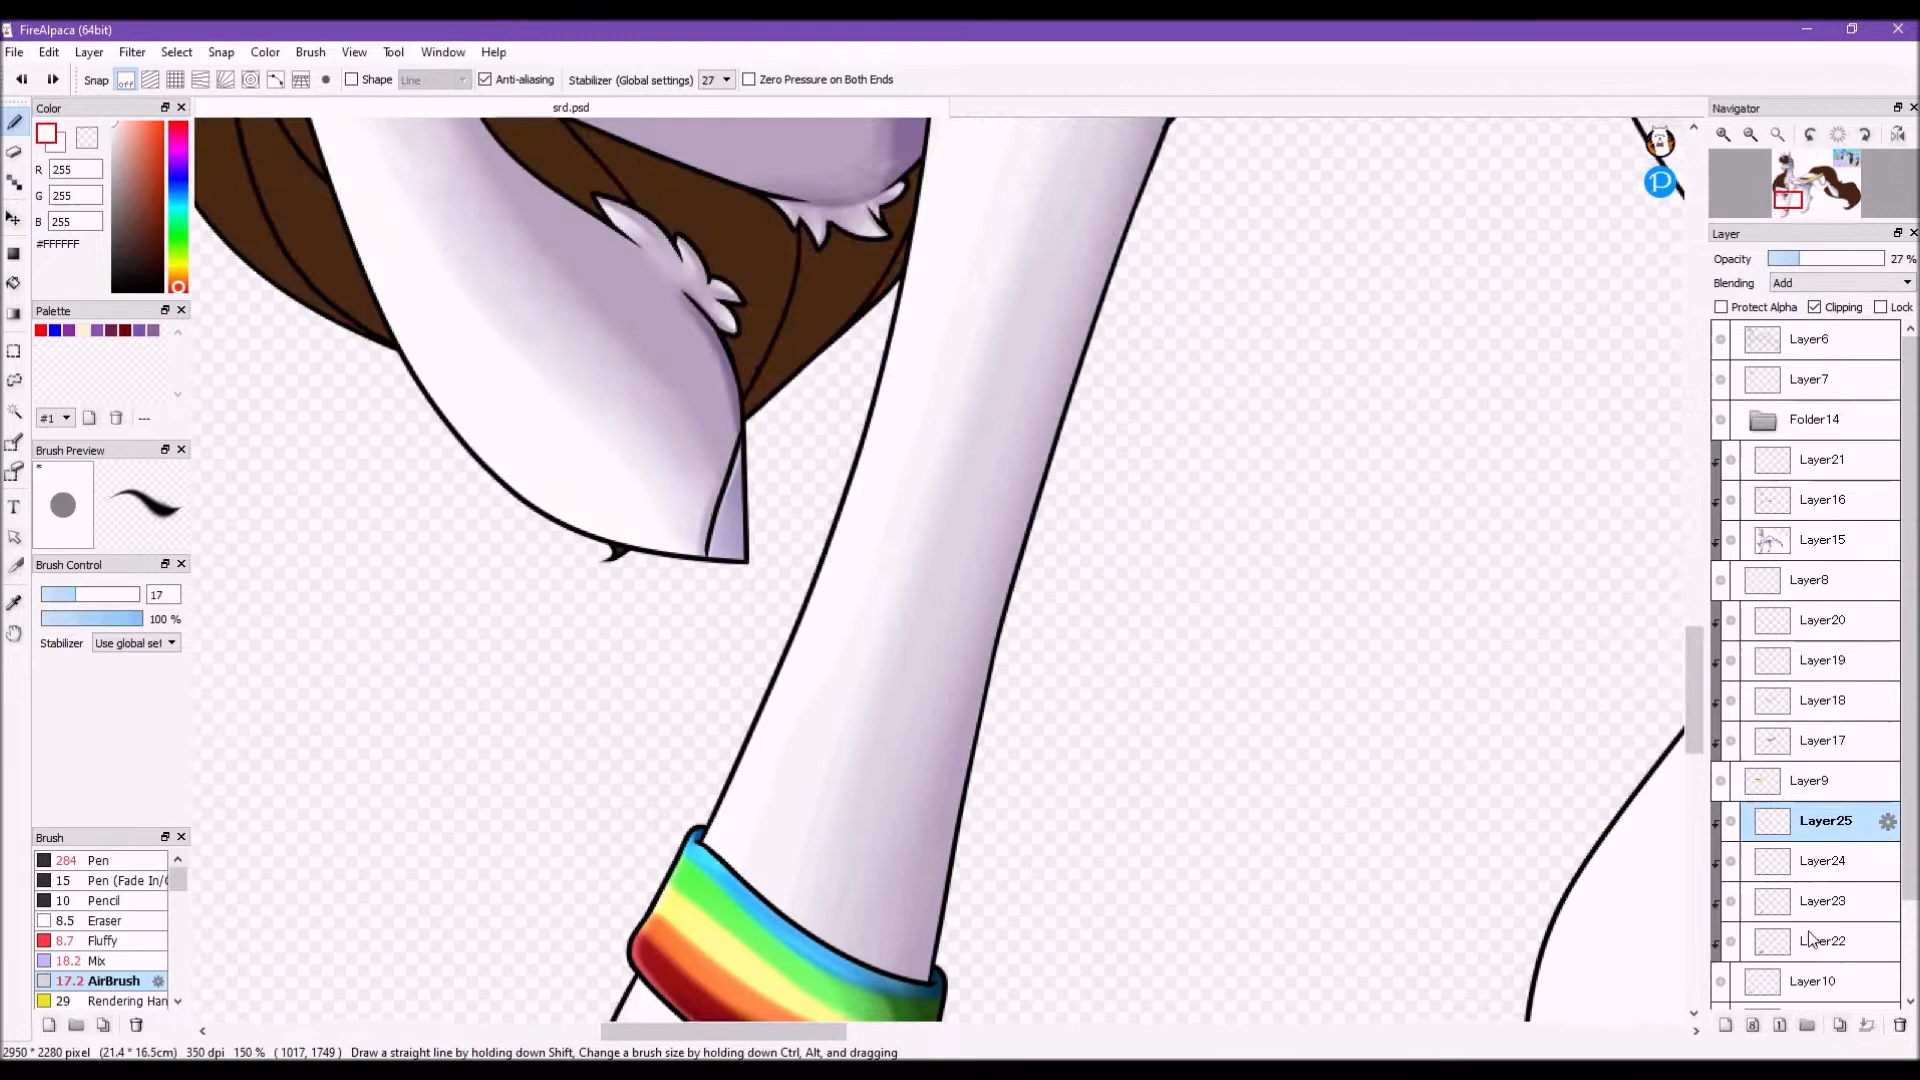 FireAlpaca (64bit)
File Edit Layer Filter Select Snap Color Brush View Tool Window Help
Snap off Shape Line Anti-aliasing Stabilizer (Global settings) 27 Zero Pressure on Both Ends
Color
srd.psd
Navigator
R 255
G 255
B 255
#FFFFFF
Layer
Opacity 27 %
Blending Add
Protect Alpha Clipping Lock
Palette
#1 ---
Brush Preview
*
Brush Control
17
100 %
Stabilizer Use global set
Layer6
Layer7
Folder14
Layer21
Layer16
Layer15
Layer8
Layer20
Layer19
Layer18
Layer17
Layer9
Layer25
Layer24
Layer23
Layer22
Layer10
Brush
284 Pen
15 Pen (Fade In/
10 Pencil
8.5 Eraser
8.7 Fluffy
18.2 Mix
17.2 AirBrush
29 Rendering Han
2950 * 2280 pixel (21.4 * 16.5cm) 350 dpi 150 % ( 1017, 1749 ) Draw a straight line by holding down Shift, Change a brush size by holding down Ctrl, Alt, and dragging